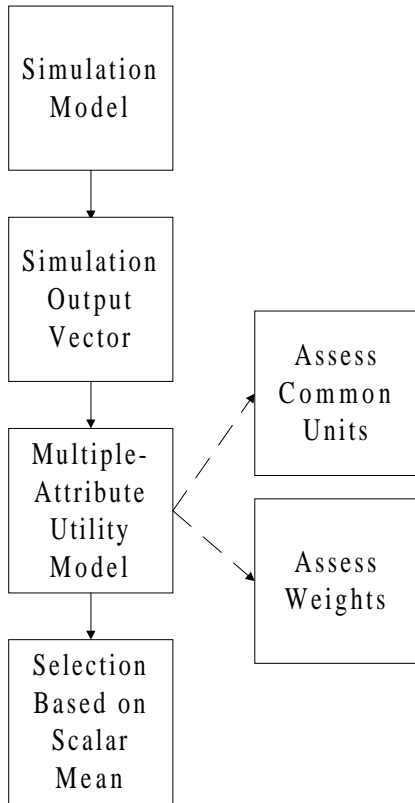 Simulation
Model
Simulation
Output
Vector
Multiple-
Attribute
Utility
Model
Assess
Common
Units
Assess
Weights
Selection
Based on
Scalar
Mean